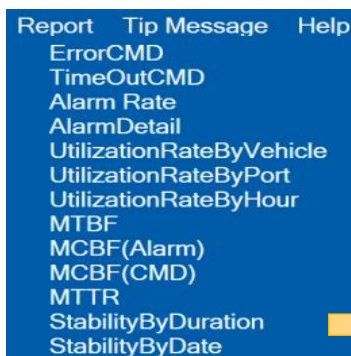 Report Tip Message Help
ErrorCMD
TimeOutCMD
Alarm Rate
AlarmDetail
UtilizationRateByVehicle
UtilizationRateByPort
UtilizationRateByHour
MTBF
MCBF(Alarm)
MCBF(CMD)
MTTR
StabilityByDuration
StabilityByDate